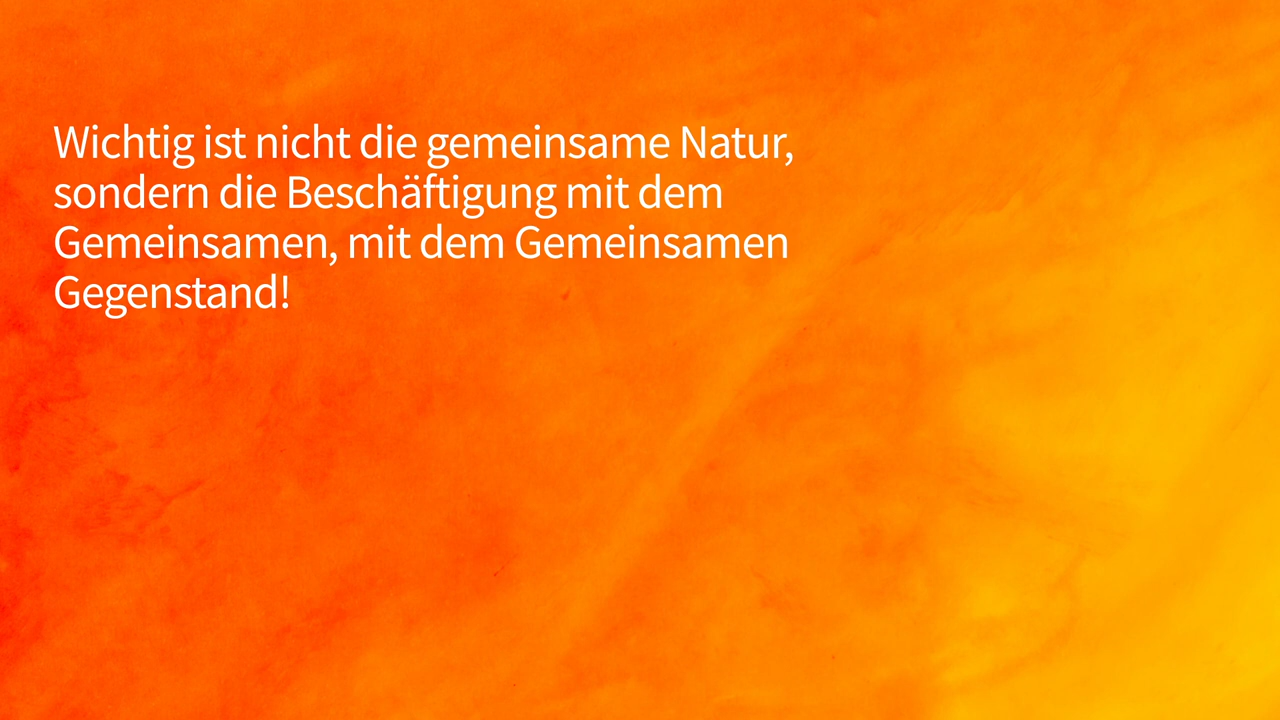 Wichtig ist nicht die gemeinsame Natur,
sondern die Beschäftigung mit dem
Gemeinsamen, mit dem Gemeinsamen
Gegenstand!